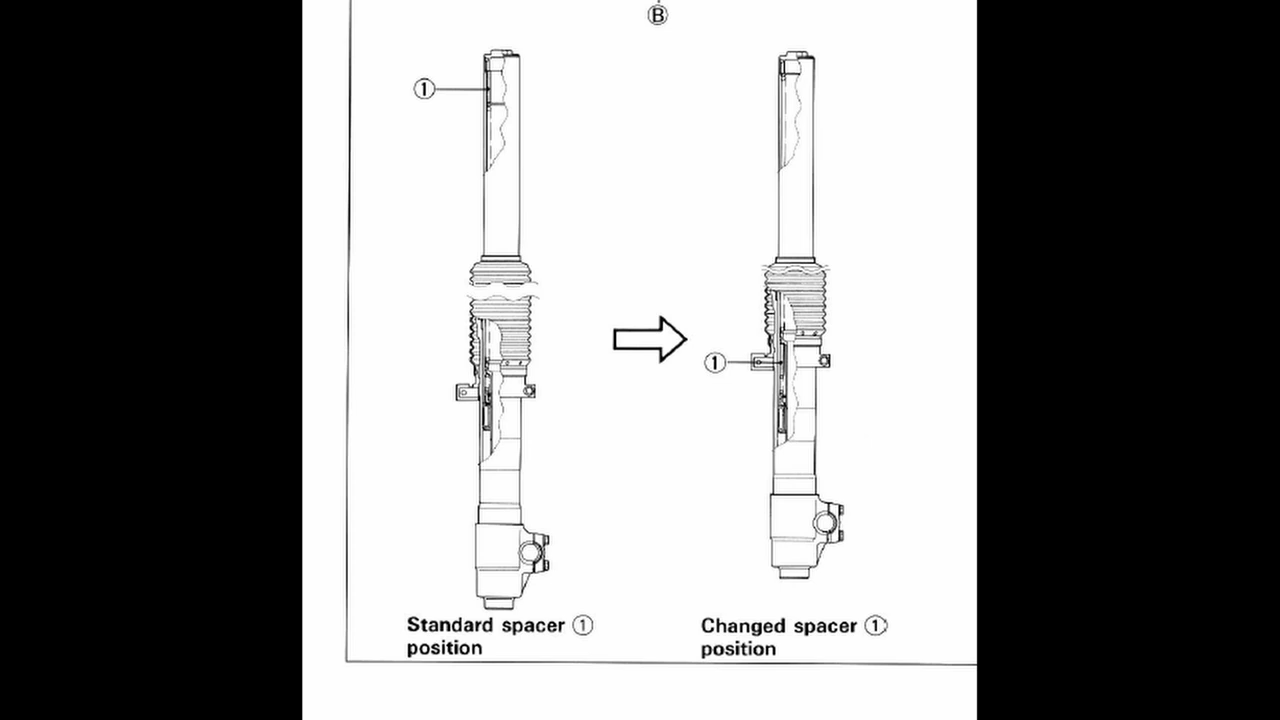 Ⓑ
①
①
Standard spacer ①
position
Changed spacer ①
position